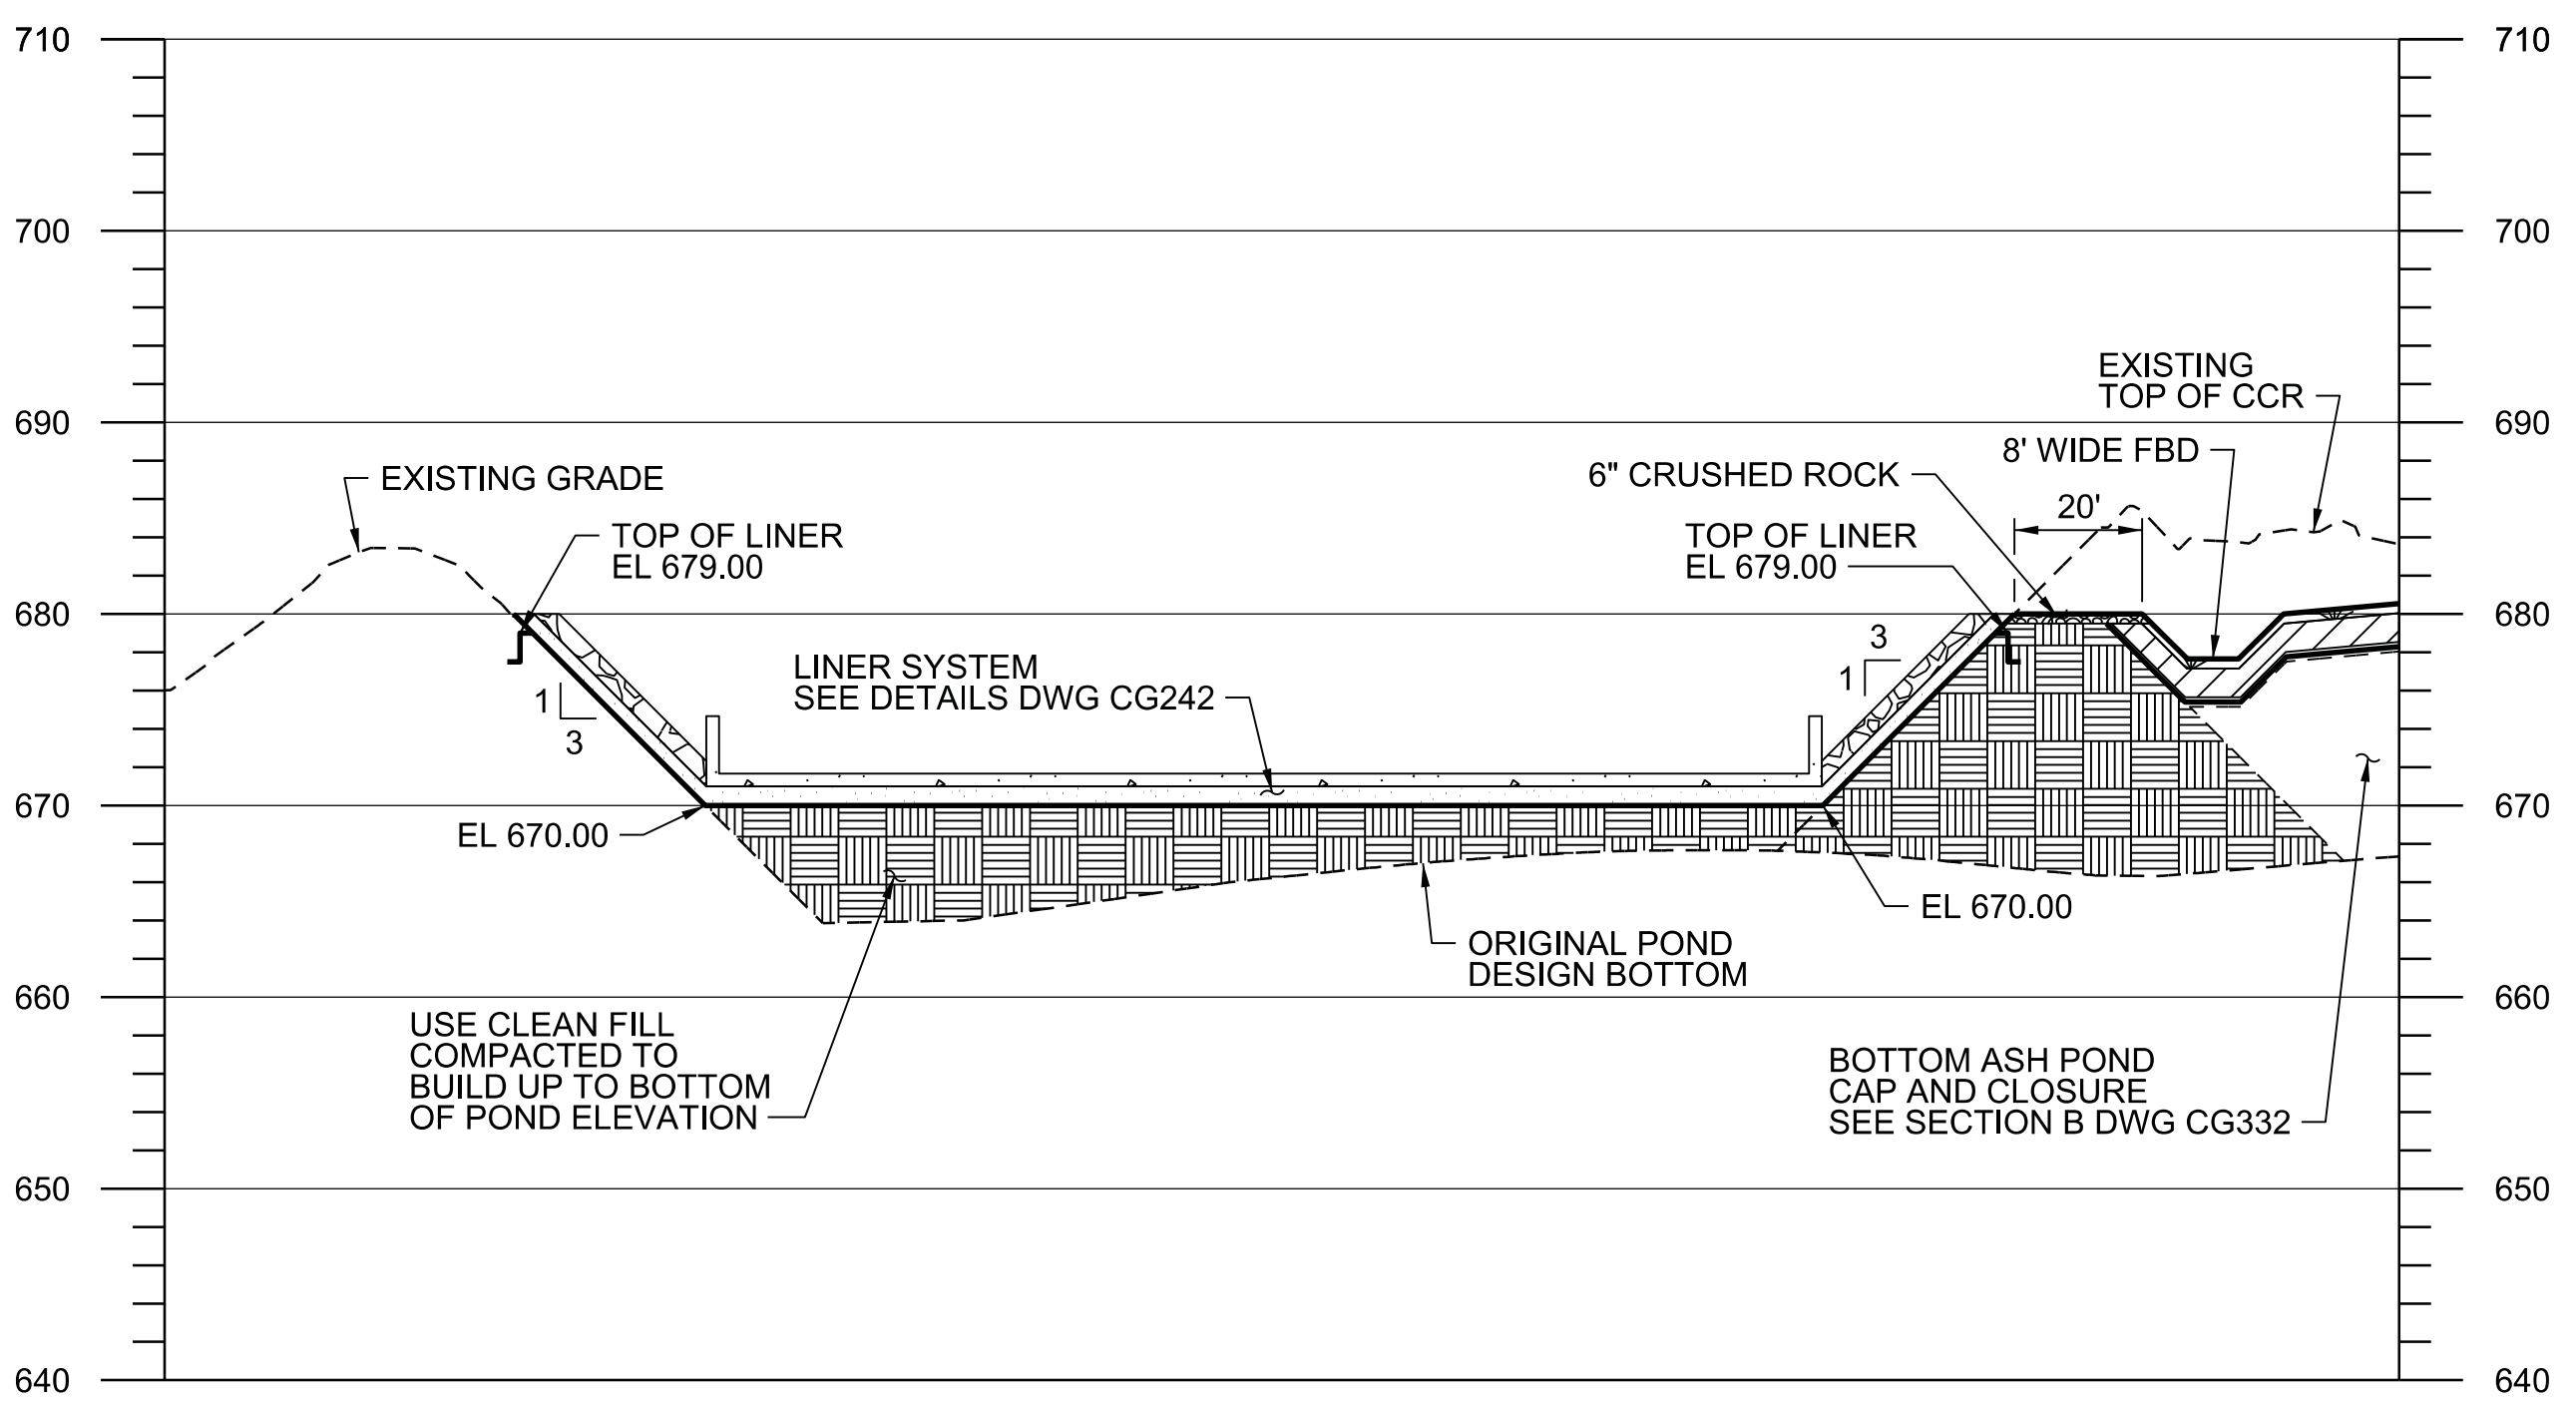 710
710
700
700
EXISTING
TOP OF CCR
690
690
8' WIDE FBD
6" CRUSHED ROCK
EXISTING GRADE
20'
TOP OF LINER
EL 679.00
TOP OF LINER
EL 679.00
680
680
3
1
LINER SYSTEM
SEE DETAILS DWG CG242
1
3
670
670
EL 670.00
EL 670.00
ORIGINAL POND
DESIGN BOTTOM
660
660
USE CLEAN FILL
COMPACTED TO
BUILD UP TO BOTTOM
OF POND ELEVATION
BOTTOM ASH POND
CAP AND CLOSURE
SEE SECTION B DWG CG332
650
650
640
640